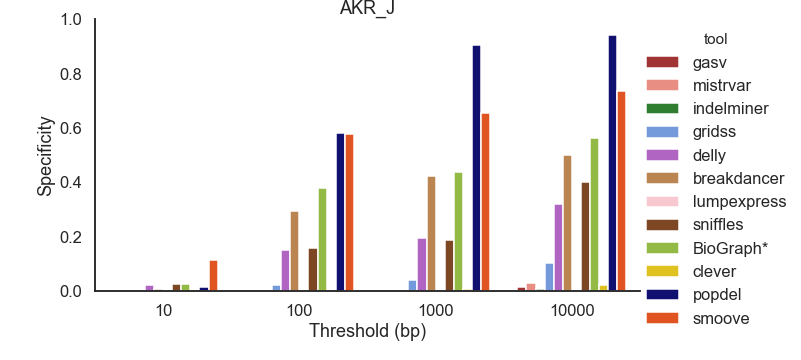 AKR_J
1.0
0.8
0.6
0.4
0.2
0.0
Specificity
10
100
1000
10000
Threshold (bp)
tool
gasv
mistrvar
indelminer
gridss
delly
breakdancer
lumpexpress
sniffles
BioGraph*
clever
popdel
smoove